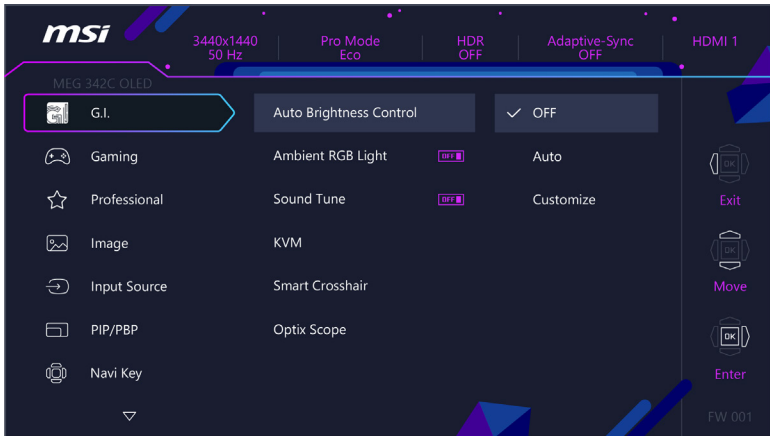 msi
3440x1440
50 Hz
Pro Mode
Eco
HDR
OFF
Adaptive-Sync
OFF
HDMI 1
MEG 342C OLED
G.I.
Gaming
Professional
Image
Input Source
PIP/PBP
Navi Key
Auto Brightness Control
Ambient RGB Light
OFF
Sound Tune
OFF
KVM
Smart Crosshair
Optix Scope
OFF
Auto
Customize
OK
Exit
OK
Move
OK
Enter
FW 001